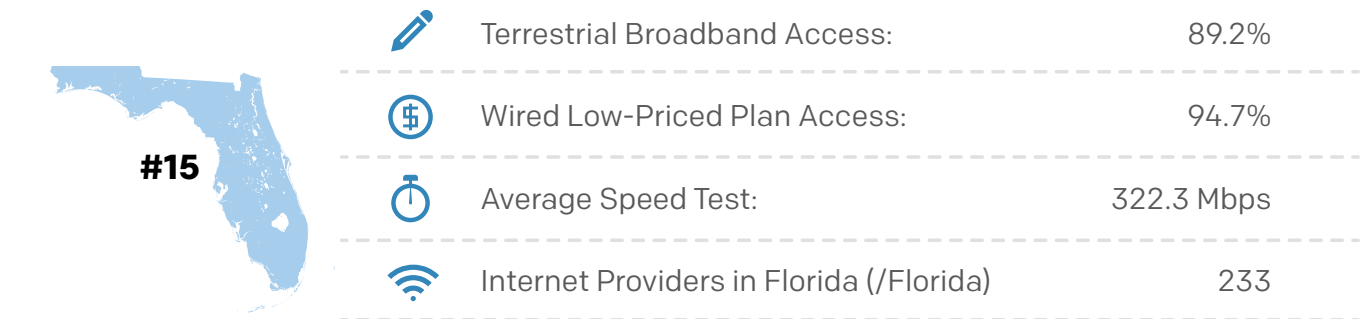 Terrestrial Broadband Access: 89.2%
Wired Low-Priced Plan Access: 94.7%
#15
Average Speed Test: 322.3 Mbps
Internet Providers in Florida (/Florida) 233